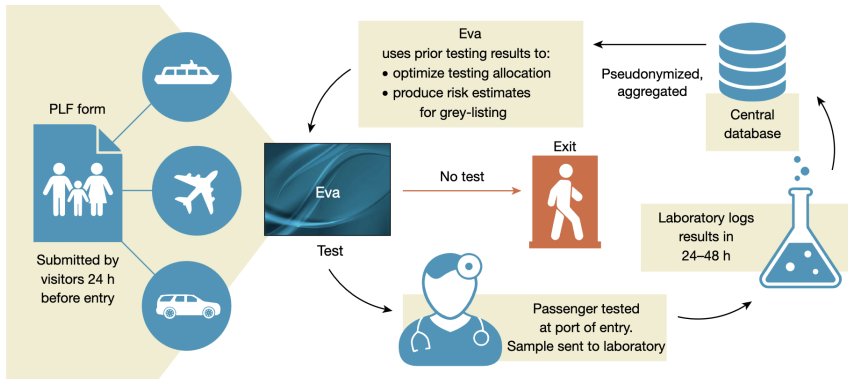 PLF form
Submitted by
visitors 24 h
before entry
Eva
uses prior testing results to:
• optimize testing allocation
• produce risk estimates
for grey-listing
Eva
Test
No test
Exit
Passenger tested
at port of entry.
Sample sent to laboratory
Laboratory logs
results in
24–48 h
Central
database
Pseudonymized,
aggregated